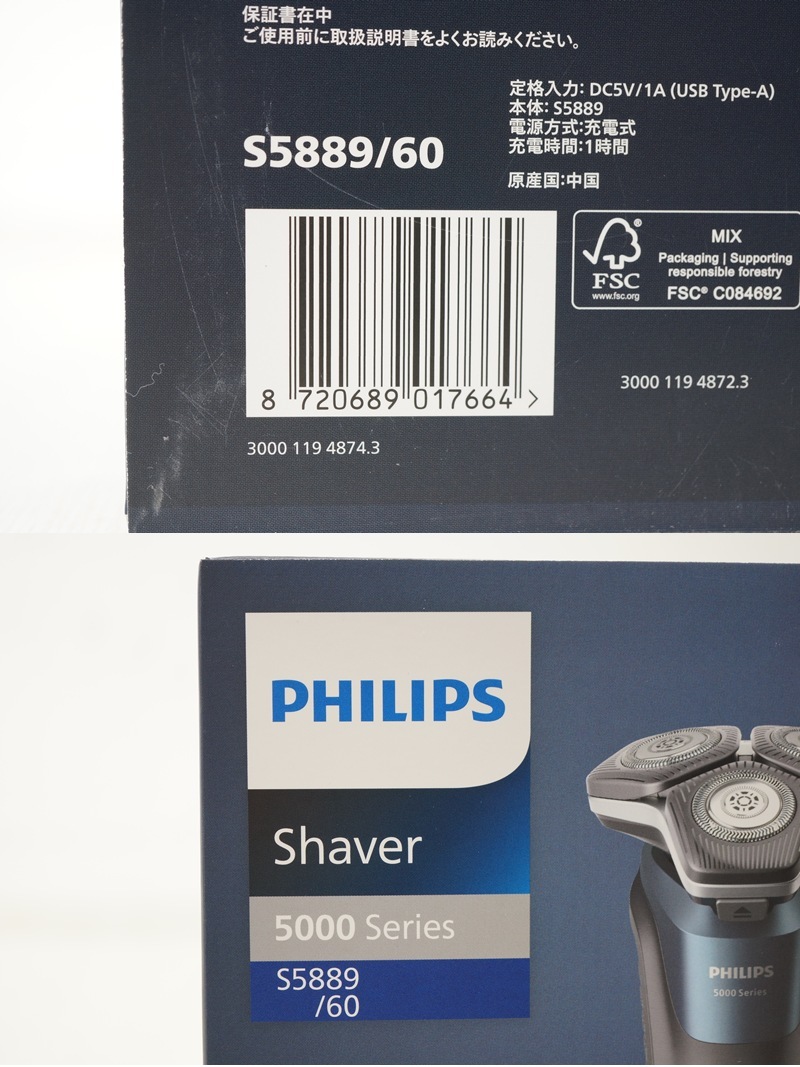 保証書在中
ご使用前に取扱説明書をよくお読みください。
定格入力: DC5V/1A (USB Type-A)
本体: S5889
電源方式:充電式
充電時間:1時間
原産国:中国
S5889/60
8 720689 017664 >
3000 119 4874.3
FSC
www.fsc.org
MIX
Packaging | Supporting
responsible forestry
FSC® C084692
3000 119 4872.3
PHILIPS
Shaver
5000 Series
S5889
/60
PHILIPS
5000 Series